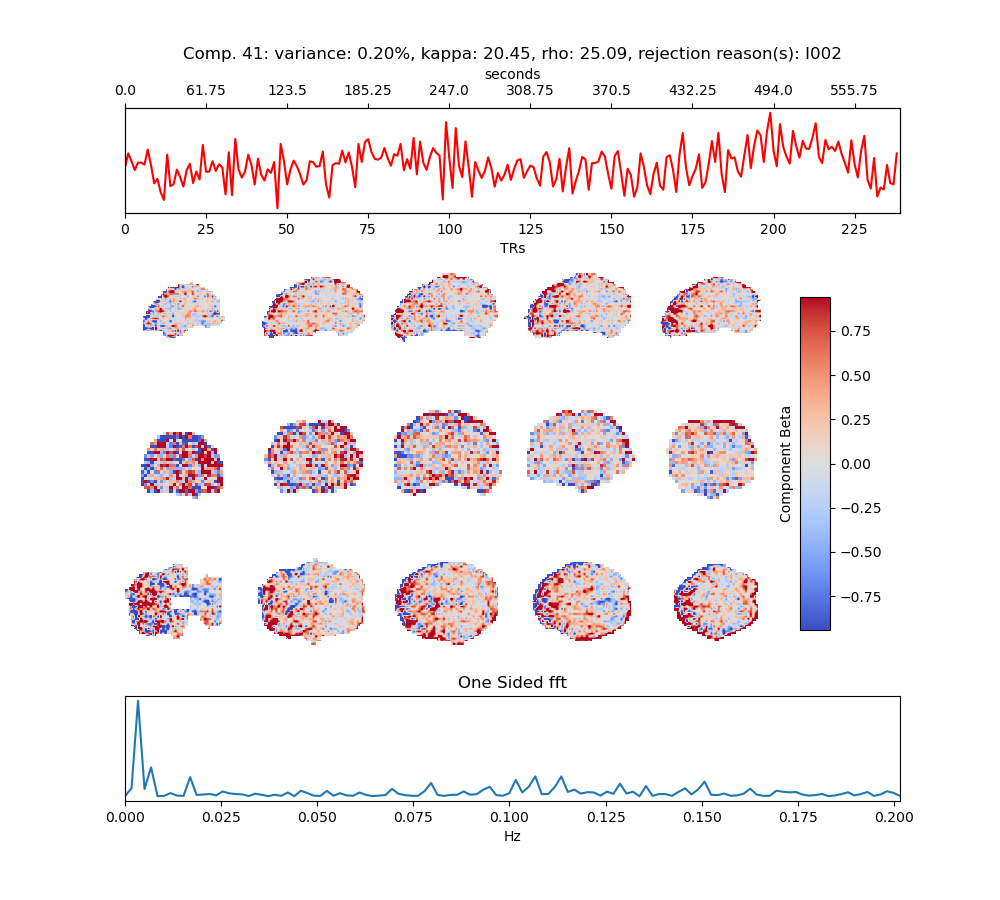 Comp. 41: variance: 0.20%, kappa: 20.45, rho: 25.09, rejection reason(s): I002
seconds
0.0 61.75 123.5 185.25 247.0 308.75 370.5 432.25 494.0 555.75
0 25 50 75 100 125 150 175 200 225
TRs
Component Beta
0.75
0.50
0.25
0.00
−0.25
−0.50
−0.75
One Sided fft
0.000 0.025 0.050 0.075 0.100 0.125 0.150 0.175 0.200
Hz